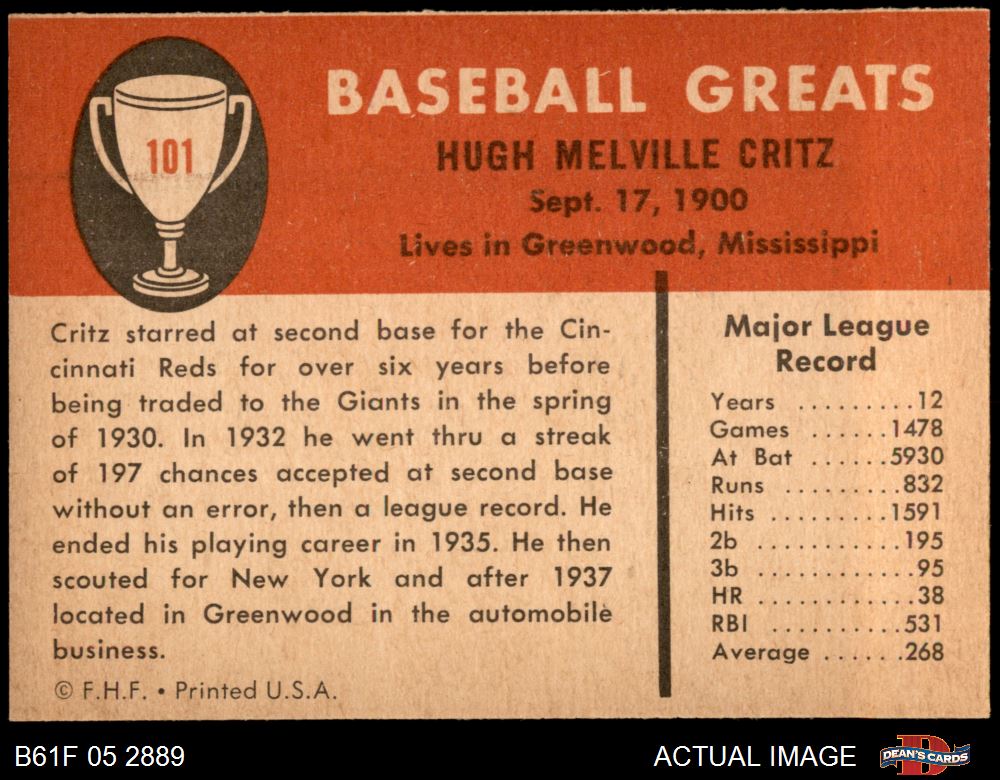 101
BASEBALL GREATS
HUGH MELVILLE CRITZ
Sept. 17, 1900
Lives in Greenwood, Mississippi
Critz starred at second base for the Cin-
cinnati Reds for over six years before
being traded to the Giants in the spring
of 1930. In 1932 he went thru a streak
of 197 chances accepted at second base
without an error, then a league record. He
ended his playing career in 1935. He then
scouted for New York and after 1937
located in Greenwood in the automobile
business.
© F.H.F. • Printed U.S.A.
Major League
Record
Years .........12
Games ......1478
At Bat ......5930
Runs .........832
Hits ..........1591
2b ...........195
3b ............95
HR ............38
RBI ..........531
Average ......268
B61F 05 2889
ACTUAL IMAGE
DEAN'S CARDS